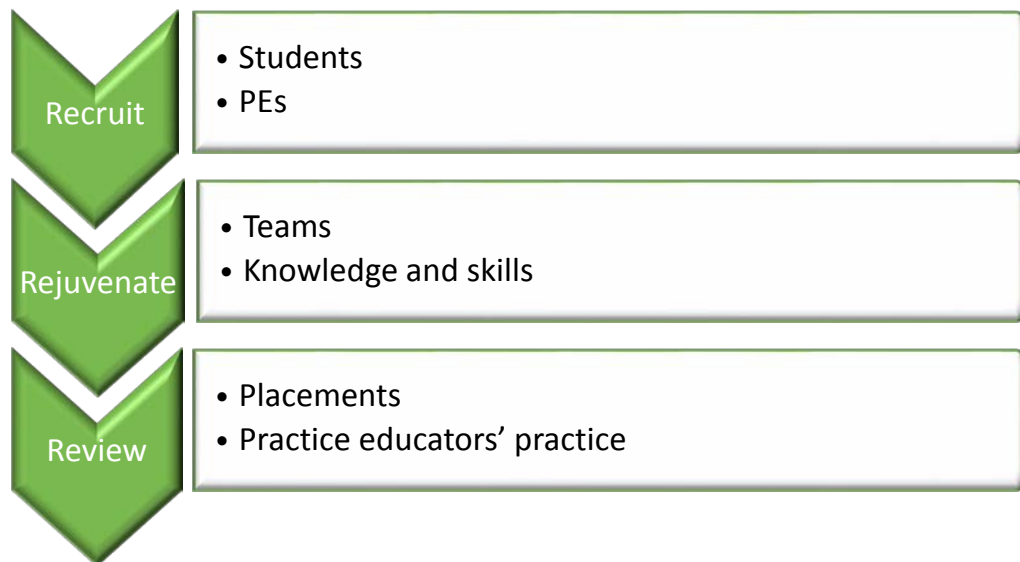 Recruit
• Students
• PEs
Rejuvenate
• Teams
• Knowledge and skills
Review
• Placements
• Practice educators’ practice